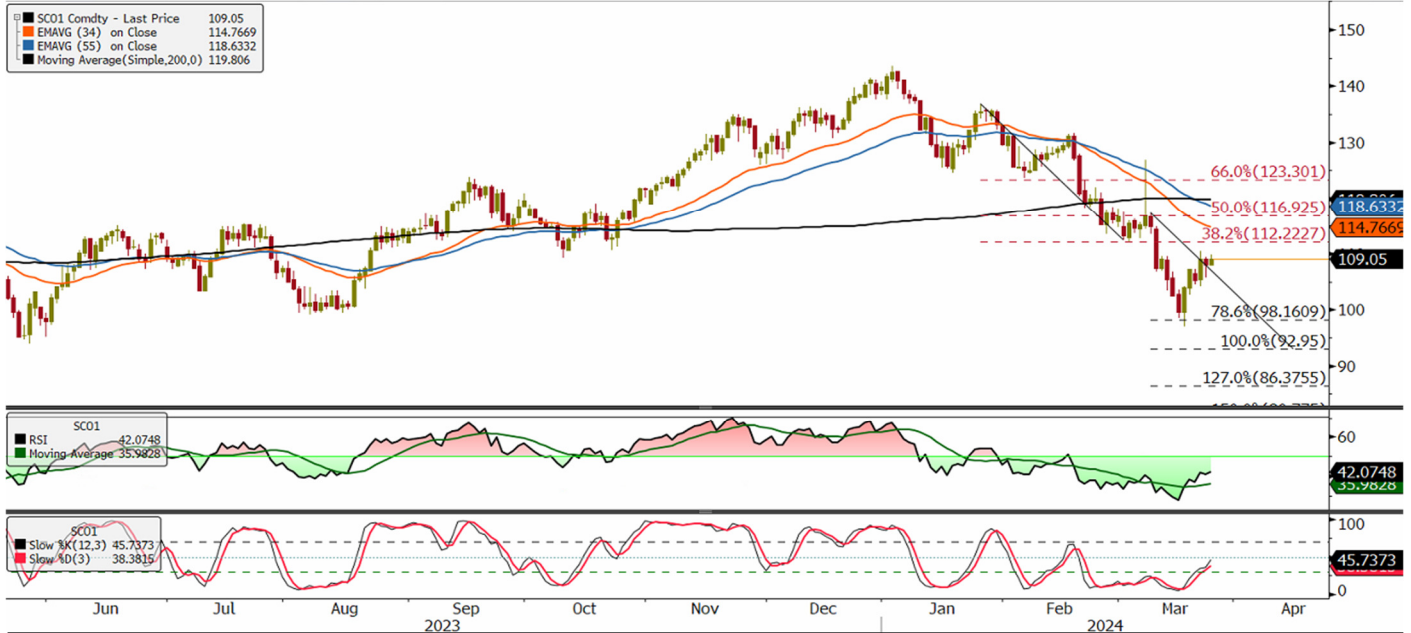 SCO1 Comdty - Last Price 109.05
EMAVG (34) on Close 114.7669
EMAVG (55) on Close 118.6332
Moving Average(Simple,200,0) 119.806
150
140
130
66.0%(123.301)
118.6332
50.0%(116.925)
114.7669
38.2%(112.2227)
109.05
100
78.6%(98.1609)
100.0%(92.95)
90
127.0%(86.3755)
SCO1
RSI 42.0748
Moving Average 35.9828
60
42.0748
35.9828
SCO1
Slow %K(12,3) 45.7373
Slow %D(3) 38.3815
100
45.7373
0
Jun Jul Aug Sep Oct Nov Dec Jan Feb Mar Apr
2023 2024